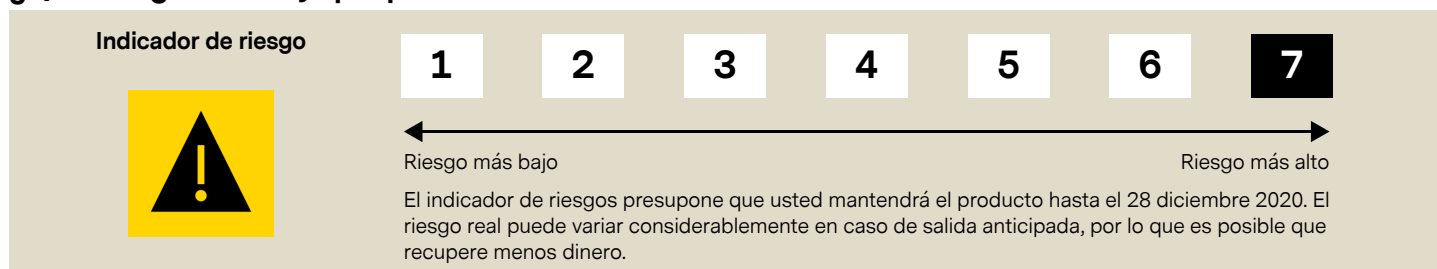 Indicador de riesgo
1 2 3 4 5 6 7
Riesgo más bajo Riesgo más alto
El indicador de riesgos presupone que usted mantendrá el producto hasta el 28 diciembre 2020. El
riesgo real puede variar considerablemente en caso de salida anticipada, por lo que es posible que
recupere menos dinero.